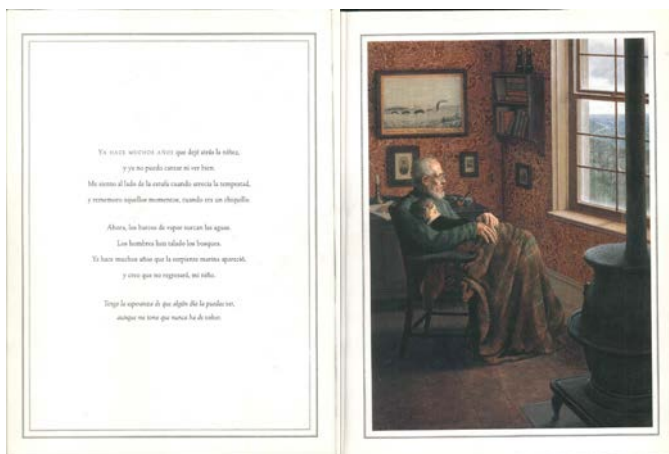 YA HACE MUCHOS AÑOS que dejé atrás la niñez,
y ya no puedo cantar ni ver bien.
Me siento al lado de la estufa cuando arrecia la tempestad,
y rememoro aquellos momentos, cuando era un chiquillo.
Ahora, los barcos de vapor surcan las aguas.
Los hombres han talado los bosques.
Ya hace muchos años que la serpiente marina apareció,
y creo que no regresará, mi niño.
Tengo la esperanza de que algún día la puedas ver,
aunque me temo que nunca ha de volver.